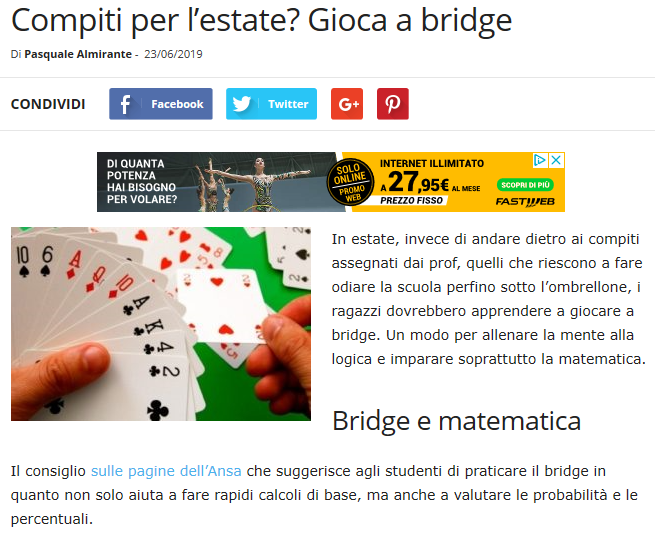 Compiti per l'estate? Gioca a bridge
Di Pasquale Almirante - 23/06/2019
CONDIVIDI
Facebook
Twitter
G+
DI QUANTA
POTENZA
HAI BISOGNO
PER VOLARE?
SOLO
ONLINE
PROMO
WEB
INTERNET ILLIMITATO
A 27,95€ AL MESE
PREZZO FISSO
SCOPRI DI PIÙ
FASTWEB
10 6 A Q 10 A K 4 2
In estate, invece di andare dietro ai compiti
assegnati dai prof, quelli che riescono a fare
odiare la scuola perfino sotto l'ombrellone, i
ragazzi dovrebbero apprendere a giocare a
bridge. Un modo per allenare la mente alla
logica e imparare soprattutto la matematica.
Bridge e matematica
Il consiglio sulle pagine dell'Ansa che suggerisce agli studenti di praticare il bridge in
quanto non solo aiuta a fare rapidi calcoli di base, ma anche a valutare le probabilità e le
percentuali.